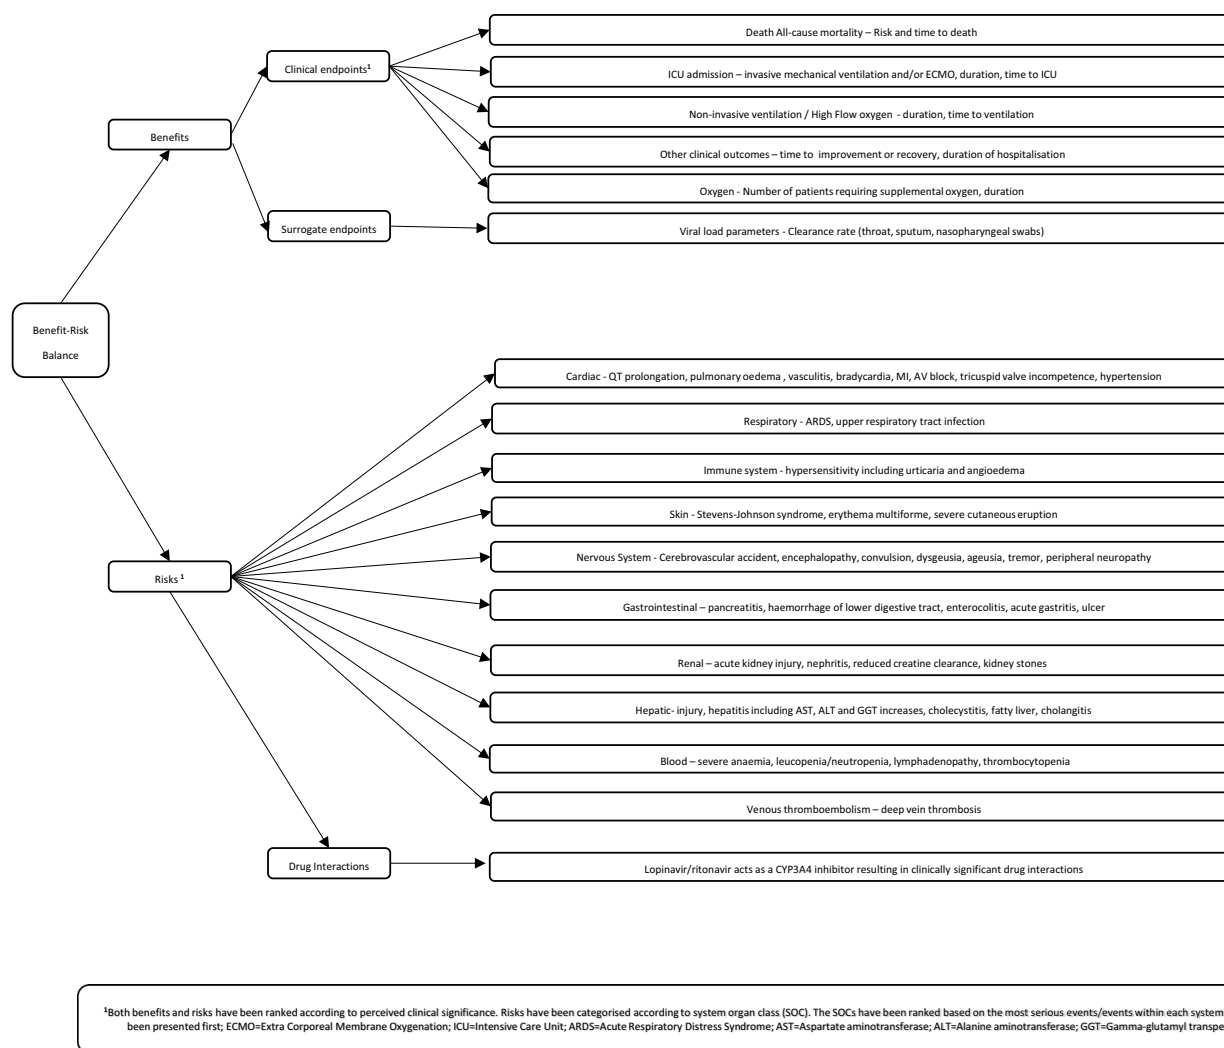 Death All-cause mortality – Risk and time to death
Clinical endpoints¹
ICU admission – invasive mechanical ventilation and/or ECMO, duration, time to ICU
Non-invasive ventilation / High Flow oxygen - duration, time to ventilation
Benefits
Other clinical outcomes – time to improvement or recovery, duration of hospitalisation
Oxygen - Number of patients requiring supplemental oxygen, duration
Surrogate endpoints
Viral load parameters - Clearance rate (throat, sputum, nasopharyngeal swabs)
Benefit-Risk
Balance
Cardiac - QT prolongation, pulmonary oedema , vasculitis, bradycardia, MI, AV block, tricuspid valve incompetence, hypertension
Respiratory - ARDS, upper respiratory tract infection
Immune system - hypersensitivity including urticaria and angioedema
Skin - Stevens-Johnson syndrome, erythema multiforme, severe cutaneous eruption
Nervous System - Cerebrovascular accident, encephalopathy, convulsion, dysgeusia, ageusia, tremor, peripheral neuropathy
Risks ¹
Gastrointestinal – pancreatitis, haemorrhage of lower digestive tract, enterocolitis, acute gastritis, ulcer
Renal – acute kidney injury, nephritis, reduced creatine clearance, kidney stones
Hepatic- injury, hepatitis including AST, ALT and GGT increases, cholecystitis, fatty liver, cholangitis
Blood – severe anaemia, leucopenia/neutropenia, lymphadenopathy, thrombocytopenia
Venous thromboembolism – deep vein thrombosis
Drug Interactions
Lopinavir/ritonavir acts as a CYP3A4 inhibitor resulting in clinically significant drug interactions
¹Both benefits and risks have been ranked according to perceived clinical significance. Risks have been categorised according to system organ class (SOC). The SOCs have been ranked based on the most serious events/events within each system
been presented first; ECMO=Extra Corporeal Membrane Oxygenation; ICU=Intensive Care Unit; ARDS=Acute Respiratory Distress Syndrome; AST=Aspartate aminotransferase; ALT=Alanine aminotransferase; GGT=Gamma-glutamyl